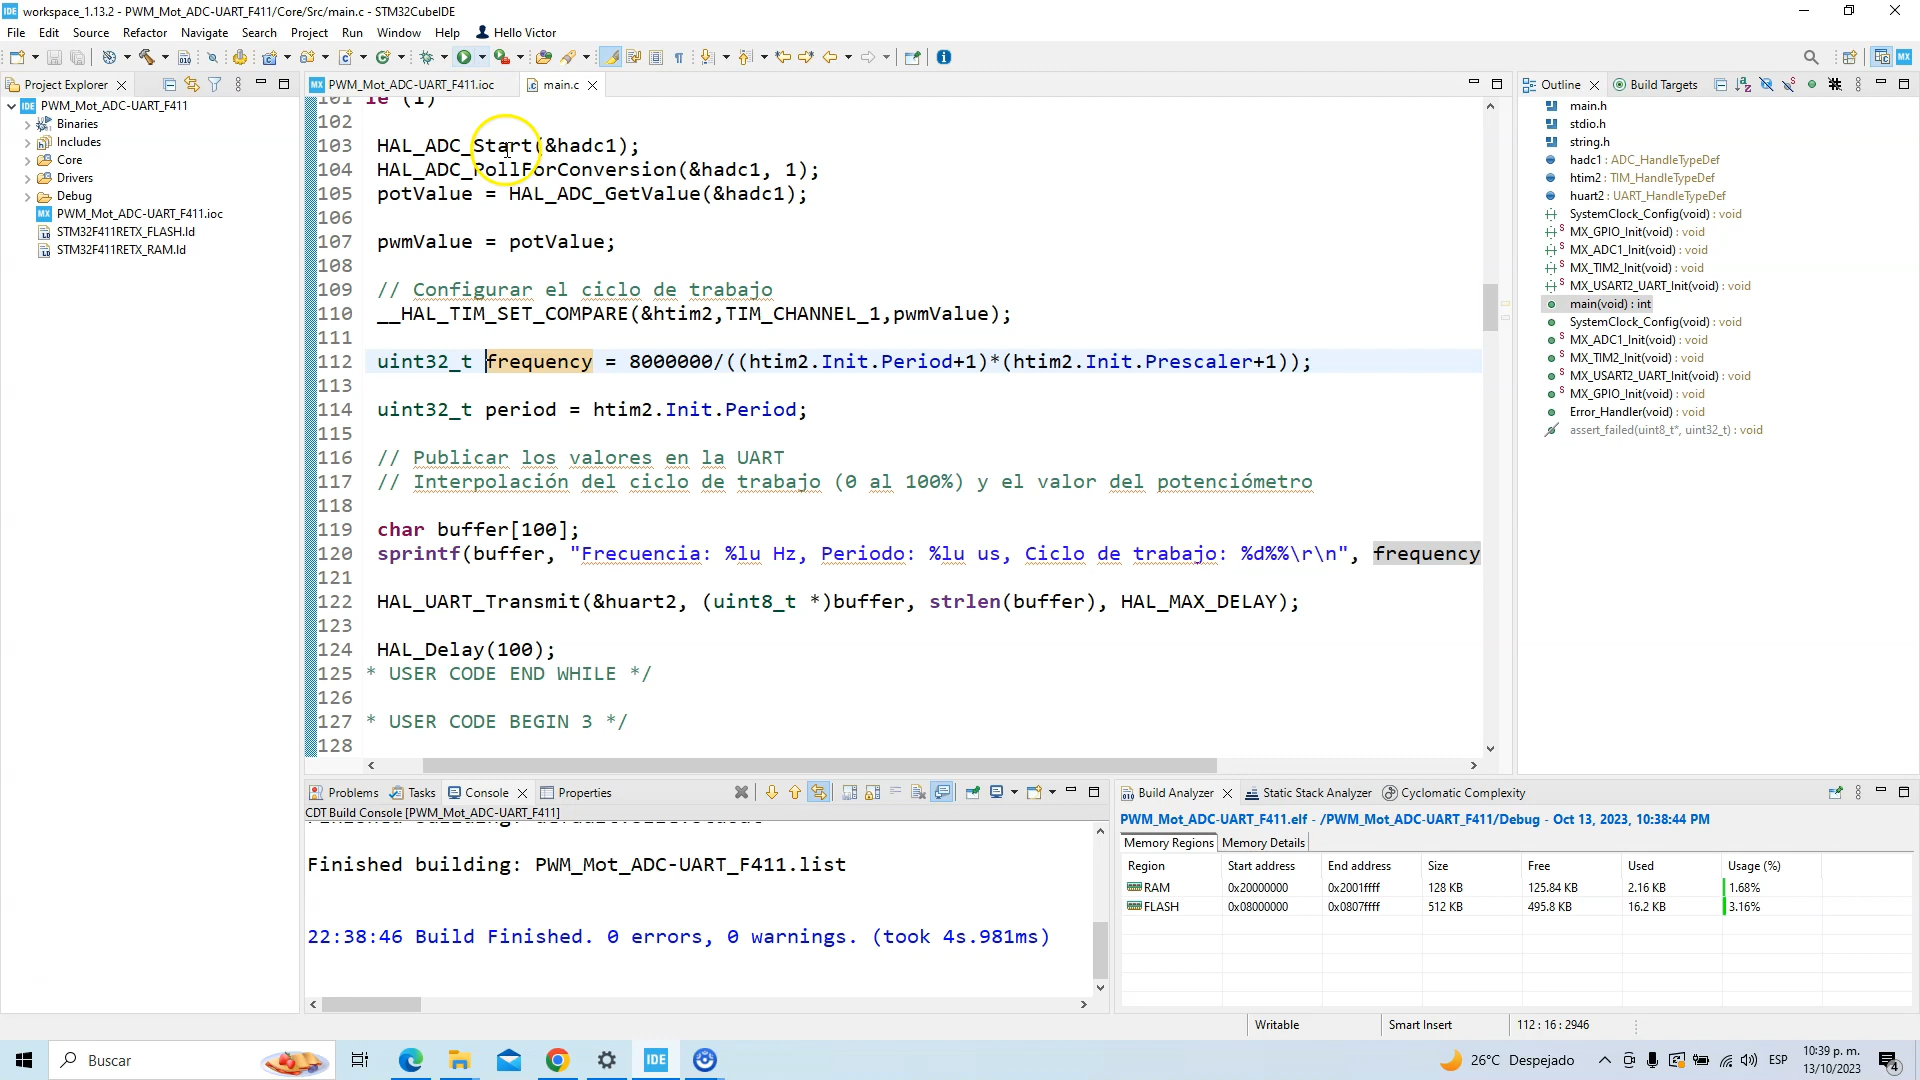 workspace_1.13.2 - PWM_Mot_ADC-UART_F411/Core/Src/main.c - STM32CubeIDE
File Edit Source Refactor Navigate Search Project Run Window Help Hello Victor
Project Explorer
PWM_Mot_ADC-UART_F411
Binaries
Includes
Core
Drivers
Debug
PWM_Mot_ADC-UART_F411.ioc
STM32F411RETX_FLASH.ld
STM32F411RETX_RAM.ld
PWM_Mot_ADC-UART_F411.ioc main.c
101 le (1)
102
103 HAL_ADC_Start(&hadc1);
104 HAL_ADC_PollForConversion(&hadc1, 1);
105 potValue = HAL_ADC_GetValue(&hadc1);
106
107 pwmValue = potValue;
108
109 // Configurar el ciclo de trabajo
110 __HAL_TIM_SET_COMPARE(&htim2,TIM_CHANNEL_1,pwmValue);
111
112 uint32_t frequency = 8000000/((htim2.Init.Period+1)*(htim2.Init.Prescaler+1));
113
114 uint32_t period = htim2.Init.Period;
115
116 // Publicar los valores en la UART
117 // Interpolación del ciclo de trabajo (0 al 100%) y el valor del potenciómetro
118
119 char buffer[100];
120 sprintf(buffer, "Frecuencia: %lu Hz, Periodo: %lu us, Ciclo de trabajo: %d%%\r\n", frequency
121
122 HAL_UART_Transmit(&huart2, (uint8_t *)buffer, strlen(buffer), HAL_MAX_DELAY);
123
124 HAL_Delay(100);
125 * USER CODE END WHILE */
126
127 * USER CODE BEGIN 3 */
128
Outline Build Targets
main.h
stdio.h
string.h
hadc1 : ADC_HandleTypeDef
htim2 : TIM_HandleTypeDef
huart2 : UART_HandleTypeDef
SystemClock_Config(void) : void
MX_GPIO_Init(void) : void
MX_ADC1_Init(void) : void
MX_TIM2_Init(void) : void
MX_USART2_UART_Init(void) : void
main(void) : int
SystemClock_Config(void) : void
MX_ADC1_Init(void) : void
MX_TIM2_Init(void) : void
MX_USART2_UART_Init(void) : void
MX_GPIO_Init(void) : void
Error_Handler(void) : void
assert_failed(uint8_t*, uint32_t) : void
Problems Tasks Console Properties
CDT Build Console [PWM_Mot_ADC-UART_F411]
Finished building: PWM_Mot_ADC-UART_F411.list
22:38:46 Build Finished. 0 errors, 0 warnings. (took 4s.981ms)
Build Analyzer Static Stack Analyzer Cyclomatic Complexity
PWM_Mot_ADC-UART_F411.elf - /PWM_Mot_ADC-UART_F411/Debug - Oct 13, 2023, 10:38:44 PM
Memory Regions Memory Details
Region Start address End address Size Free Used Usage (%)
RAM 0x20000000 0x2001ffff 128 KB 125.84 KB 2.16 KB 1.68%
FLASH 0x08000000 0x0807ffff 512 KB 495.8 KB 16.2 KB 3.16%
Writable Smart Insert 112 : 16 : 2946
Buscar
IDE
26°C Despejado
ESP
10:39 p. m.
13/10/2023
4